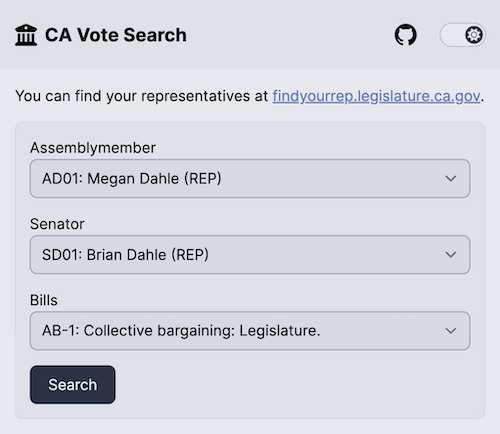 CA Vote Search
You can find your representatives at findyourrep.legislature.ca.gov.
Assemblymember
AD01: Megan Dahle (REP)
Senator
SD01: Brian Dahle (REP)
Bills
AB-1: Collective bargaining: Legislature.
Search